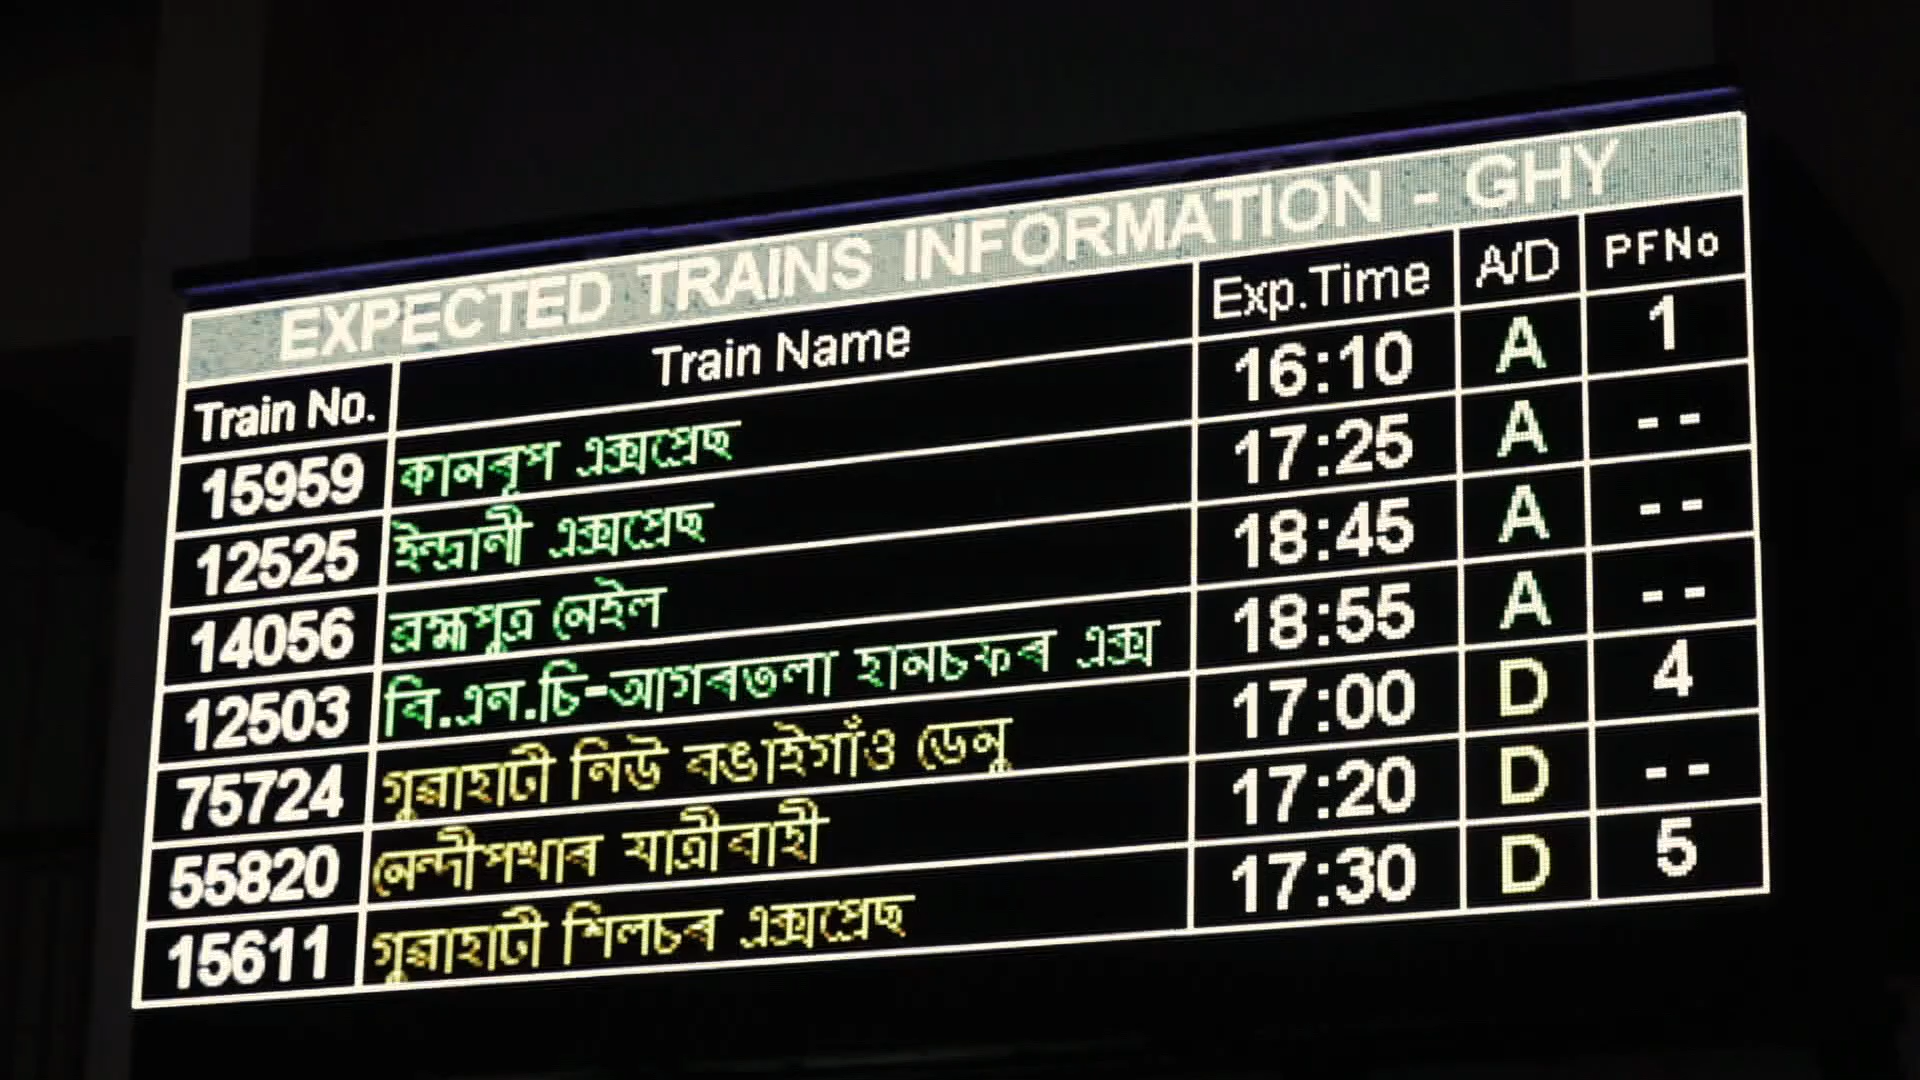 EXPECTED TRAINS INFORMATION - GHY
Train No. Train Name Exp.Time A/D PFNo
15959 কামৰূপ এক্সপ্ৰেছ 16:10 A 1
12525 ইন্দ্ৰানী এক্সপ্ৰেছ 17:25 A --
14056 ব্ৰহ্মপুত্ৰ মেইল 18:45 A --
12503 বি.এন.চি-আগৰতলা হামচফৰ এক্স 18:55 A --
75724 গুৱাহাটী নিউ বঙাইগাঁও ডেমু 17:00 D 4
55820 মেন্দীপথাৰ যাত্ৰীবাহী 17:20 D --
15611 গুৱাহাটী শিলচৰ এক্সপ্ৰেছ 17:30 D 5